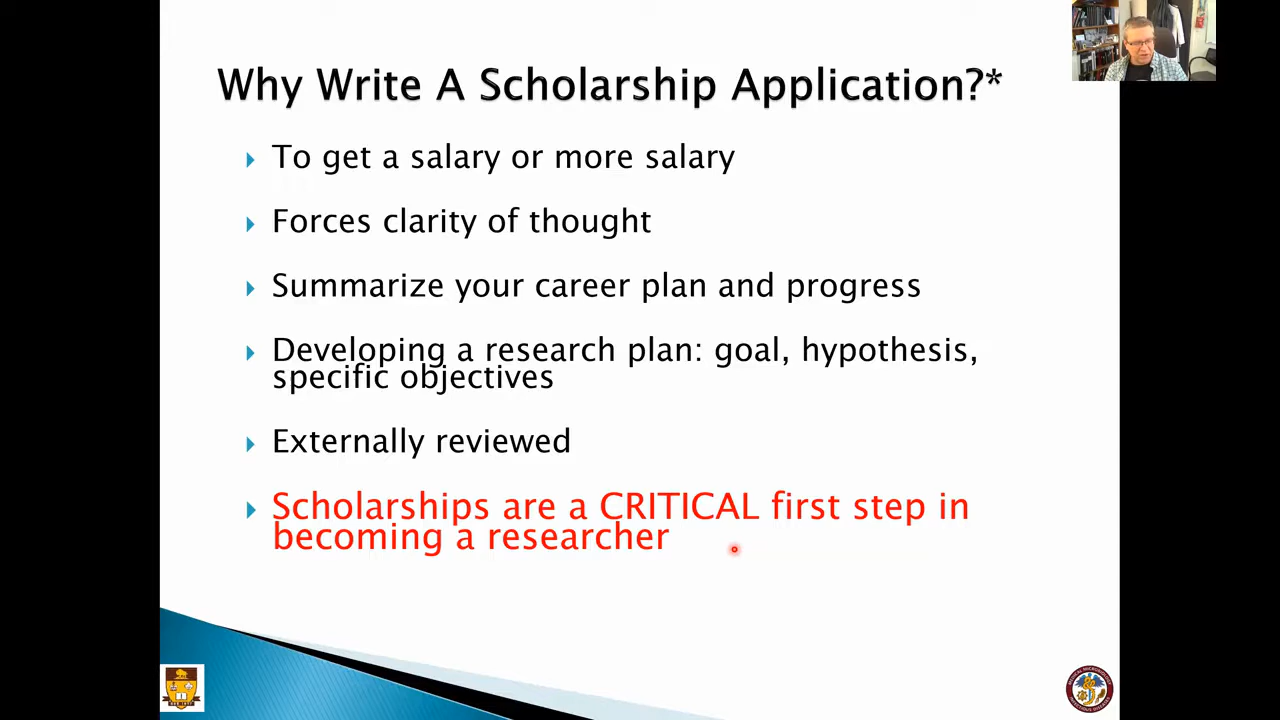 Why Write A Scholarship Application?*
To get a salary or more salary
Forces clarity of thought
Summarize your career plan and progress
Developing a research plan: goal, hypothesis,
specific objectives
Externally reviewed
Scholarships are a CRITICAL first step in
becoming a researcher